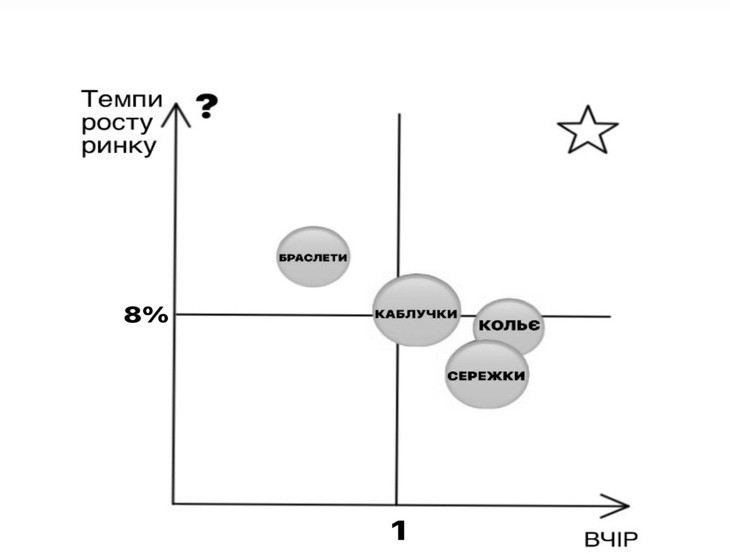 Темпи
росту
ринку
?
БРАСЛЕТИ
8%
КАБЛУЧКИ
КОЛЬЄ
СЕРЕЖКИ
1
ВЧІР